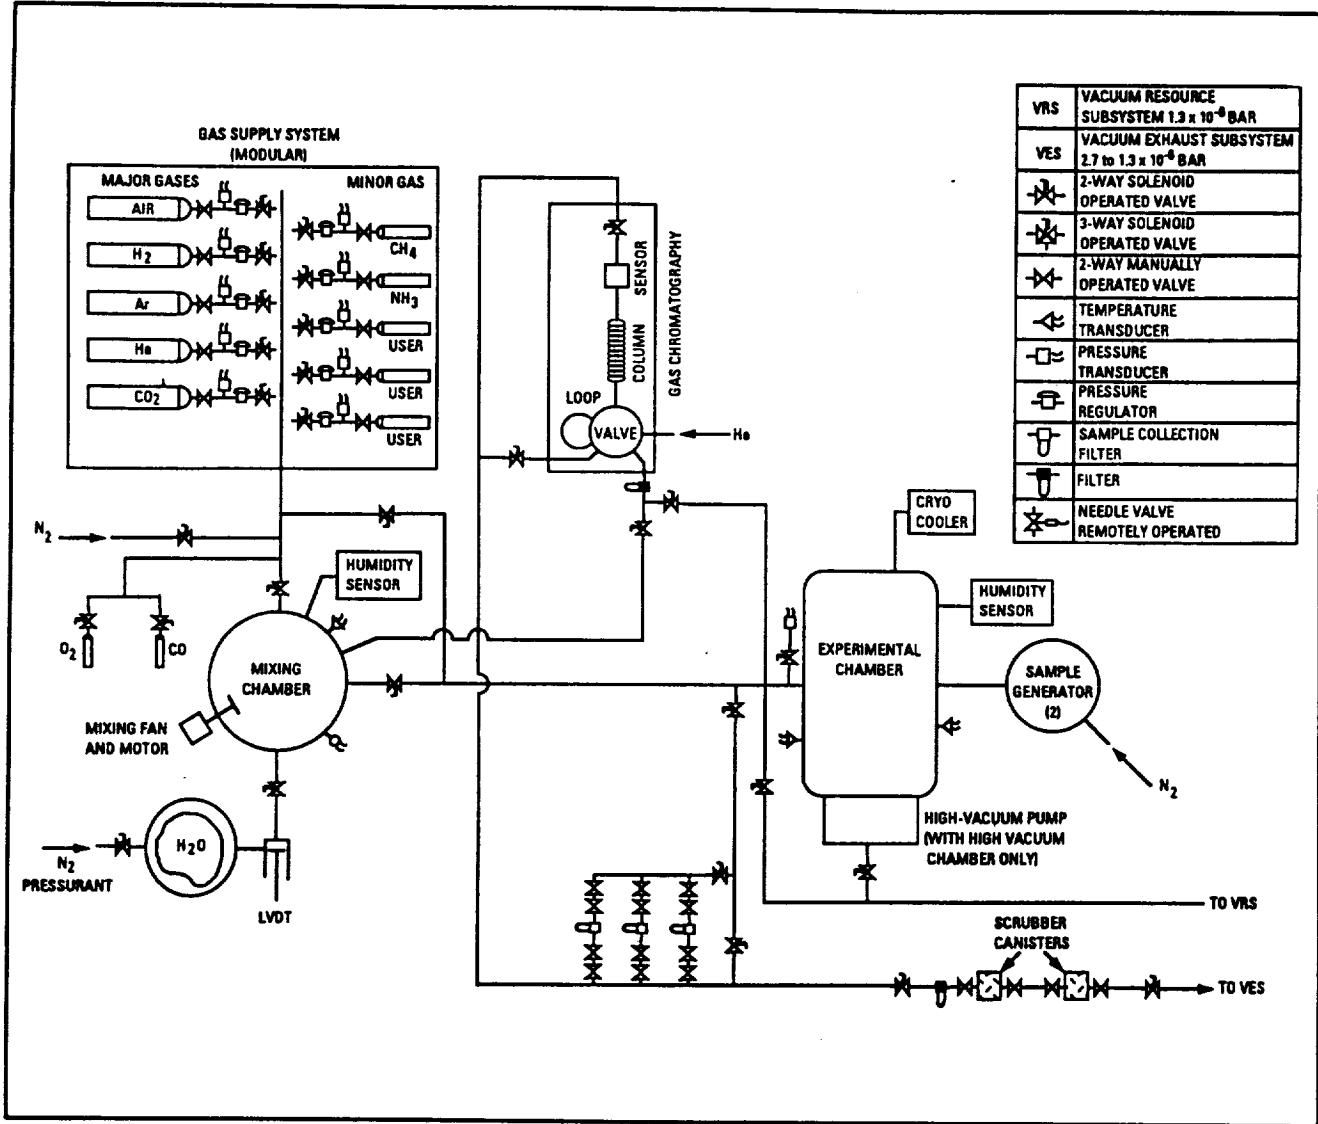 GAS SUPPLY SYSTEM
(MODULAR)
MAJOR GASES
AIR
H2
Ar
He
CO2
MINOR GAS
CH4
NH3
USER
USER
USER
SENSOR
COLUMN
GAS CHROMATOGRAPHY
LOOP
VALVE
He
VRS
VACUUM RESOURCE
SUBSYSTEM 1.3 x 10-6 BAR
VES
VACUUM EXHAUST SUBSYSTEM
2.7 to 1.3 x 10-6 BAR
2-WAY SOLENOID
OPERATED VALVE
3-WAY SOLENOID
OPERATED VALVE
2-WAY MANUALLY
OPERATED VALVE
TEMPERATURE
TRANSDUCER
PRESSURE
TRANSDUCER
PRESSURE
REGULATOR
SAMPLE COLLECTION
FILTER
FILTER
NEEDLE VALVE
REMOTELY OPERATED
N2
O2
CO
HUMIDITY
SENSOR
MIXING
CHAMBER
MIXING FAN
AND MOTOR
H2O
N2
PRESSURANT
LVDT
CRYO
COOLER
HUMIDITY
SENSOR
EXPERIMENTAL
CHAMBER
SAMPLE
GENERATOR
(2)
N2
HIGH-VACUUM PUMP
(WITH HIGH VACUUM
CHAMBER ONLY)
TO VRS
SCRUBBER
CANISTERS
TO VES